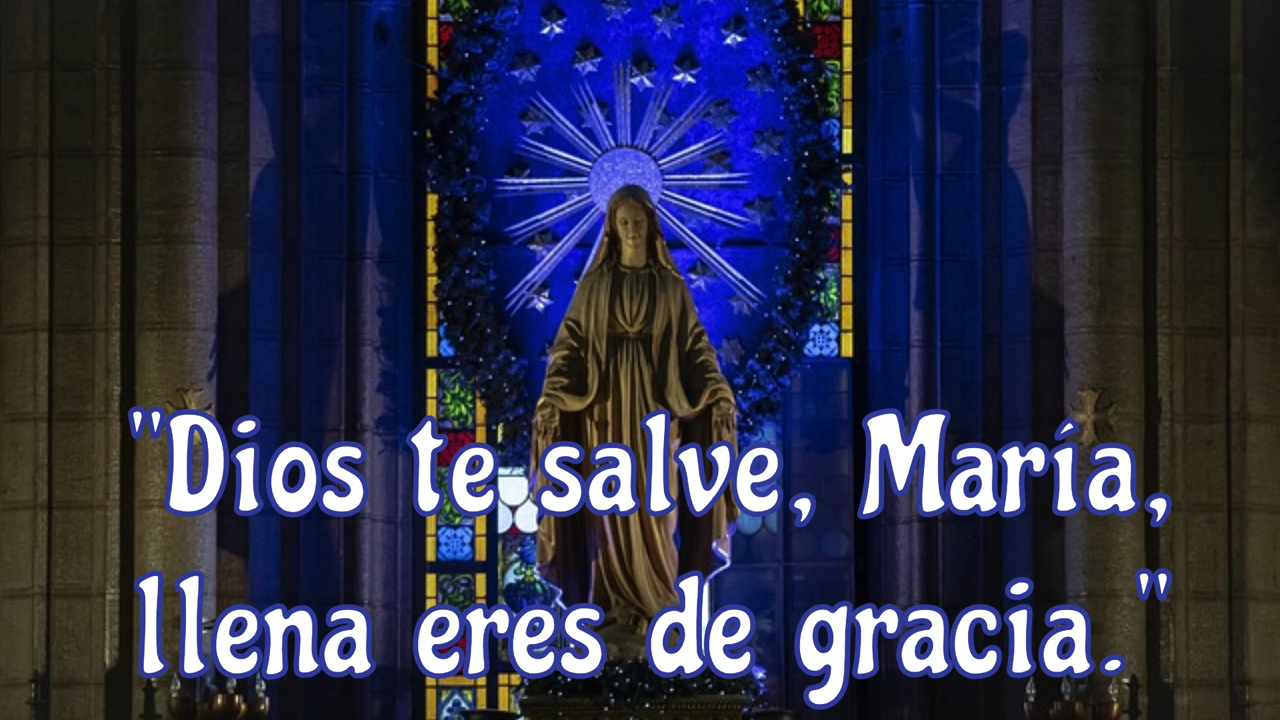 "Dios te salve, María,
llena eres de gracia."